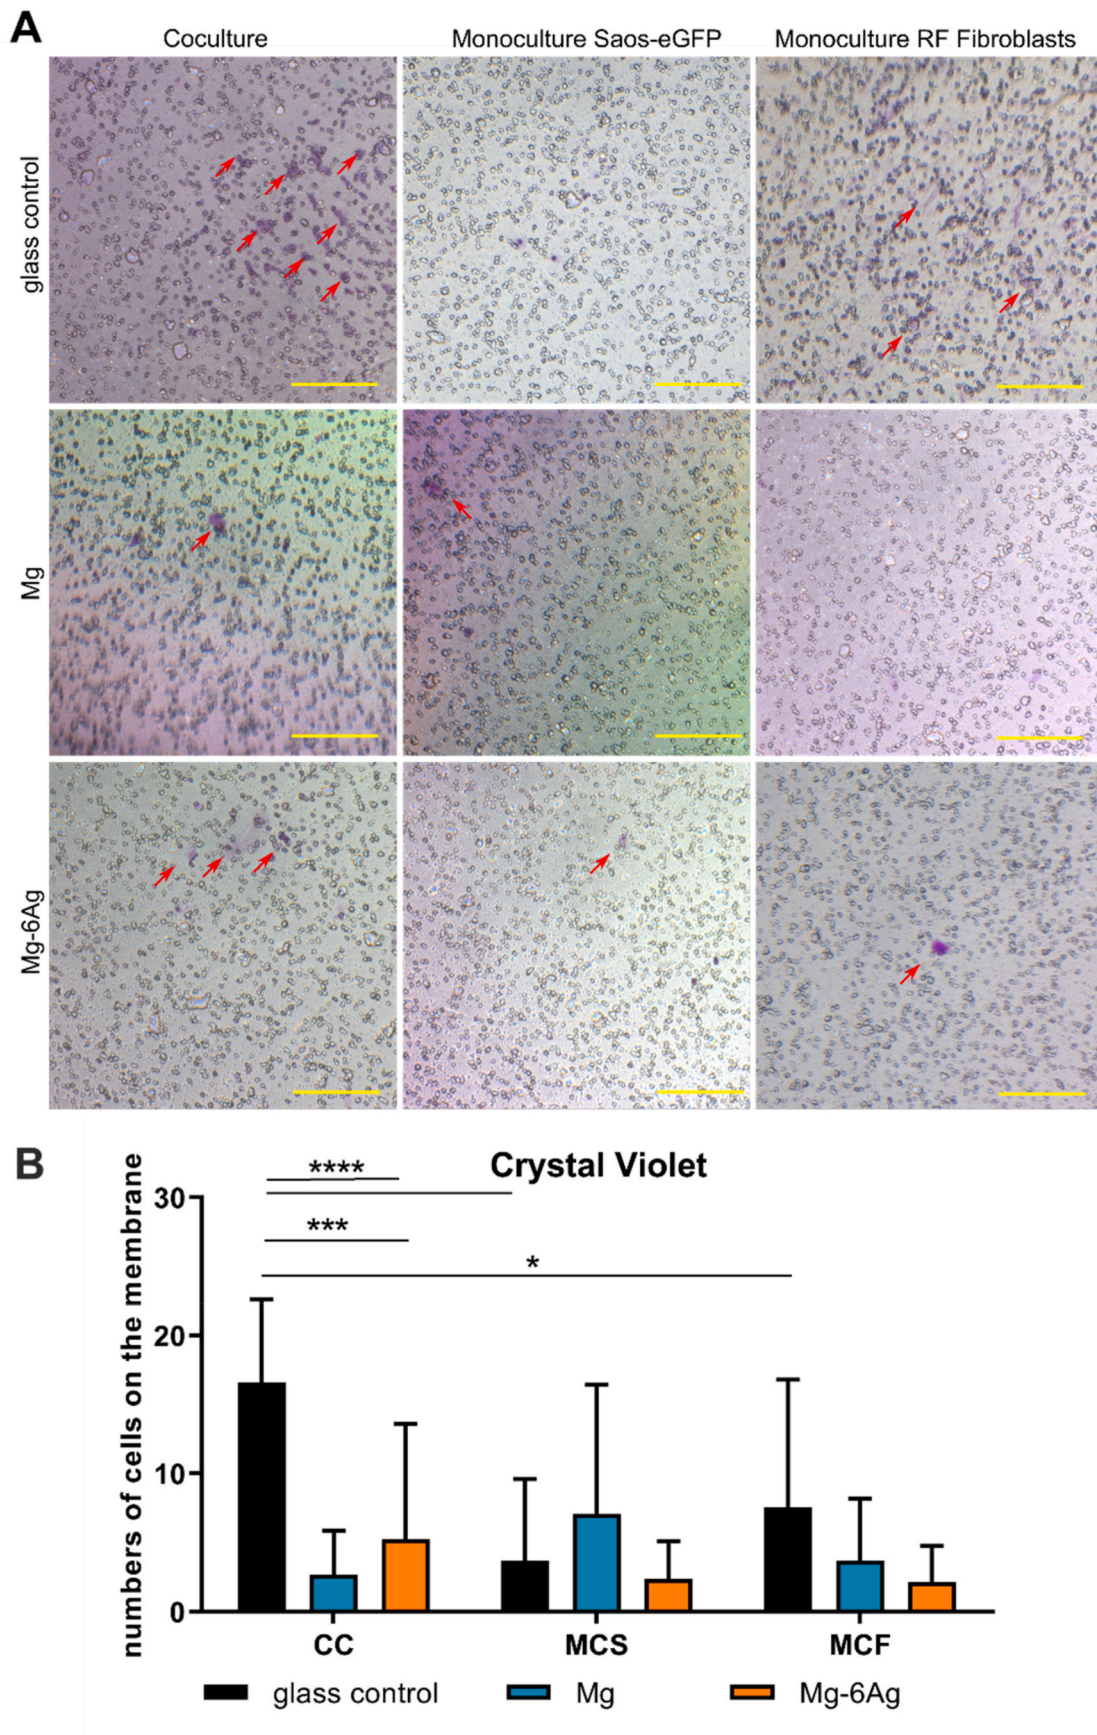 A
Coculture
Monoculture Saos-eGFP
Monoculture RF Fibroblasts
glass control
Mg
Mg-6Ag
B
Crystal Violet
****
***
*
numbers of cells on the membrane
30
20
10
0
CC
MCS
MCF
glass control
Mg
Mg-6Ag